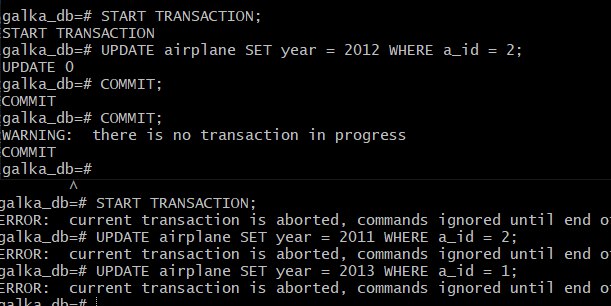 galka_db=# START TRANSACTION;
START TRANSACTION
galka_db=# UPDATE airplane SET year = 2012 WHERE a_id = 2;
UPDATE 0
galka_db=# COMMIT;
COMMIT
galka_db=# COMMIT;
WARNING:  there is no transaction in progress
COMMIT
galka_db=#
^
galka_db=# START TRANSACTION;
ERROR:  current transaction is aborted, commands ignored until end o
galka_db=# UPDATE airplane SET year = 2011 WHERE a_id = 2;
ERROR:  current transaction is aborted, commands ignored until end o
galka_db=# UPDATE airplane SET year = 2013 WHERE a_id = 1;
ERROR:  current transaction is aborted, commands ignored until end o
galka_db=#